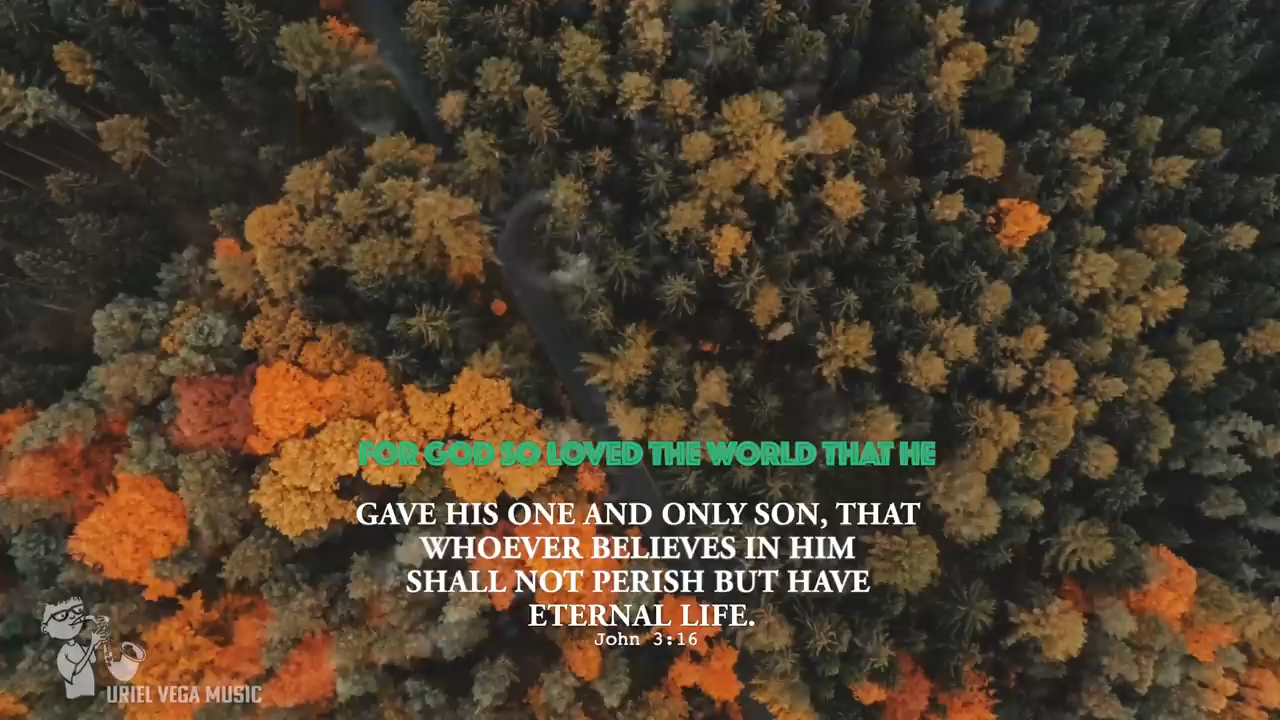 FOR GOD SO LOVED THE WORLD THAT HE
GAVE HIS ONE AND ONLY SON, THAT
WHOEVER BELIEVES IN HIM
SHALL NOT PERISH BUT HAVE
ETERNAL LIFE.
John 3:16
URIEL VEGA MUSIC